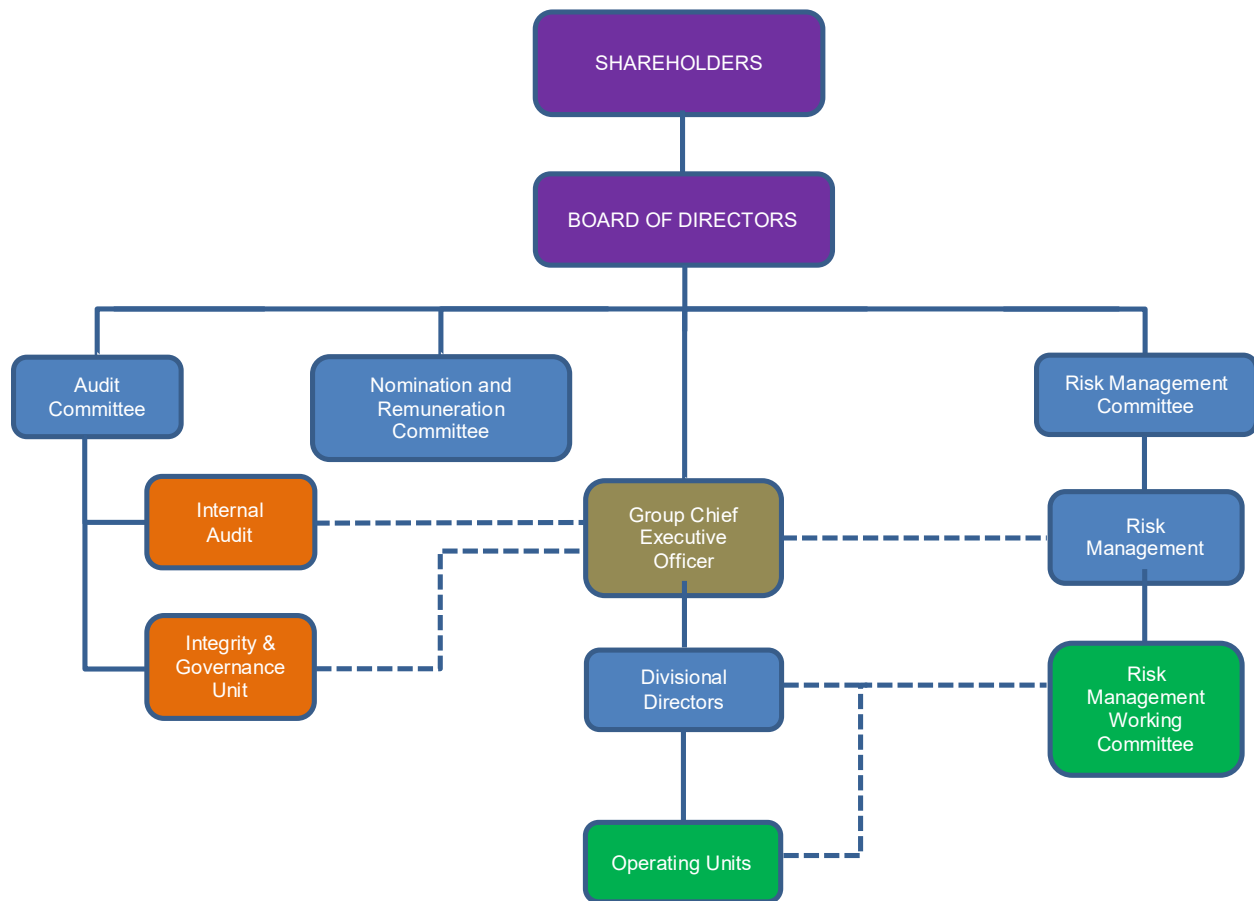 SHAREHOLDERS
BOARD OF DIRECTORS
Audit
Committee
Nomination and
Remuneration
Committee
Risk Management
Committee
Internal
Audit
Group Chief
Executive
Officer
Risk
Management
Integrity &
Governance
Unit
Divisional
Directors
Risk
Management
Working
Committee
Operating Units